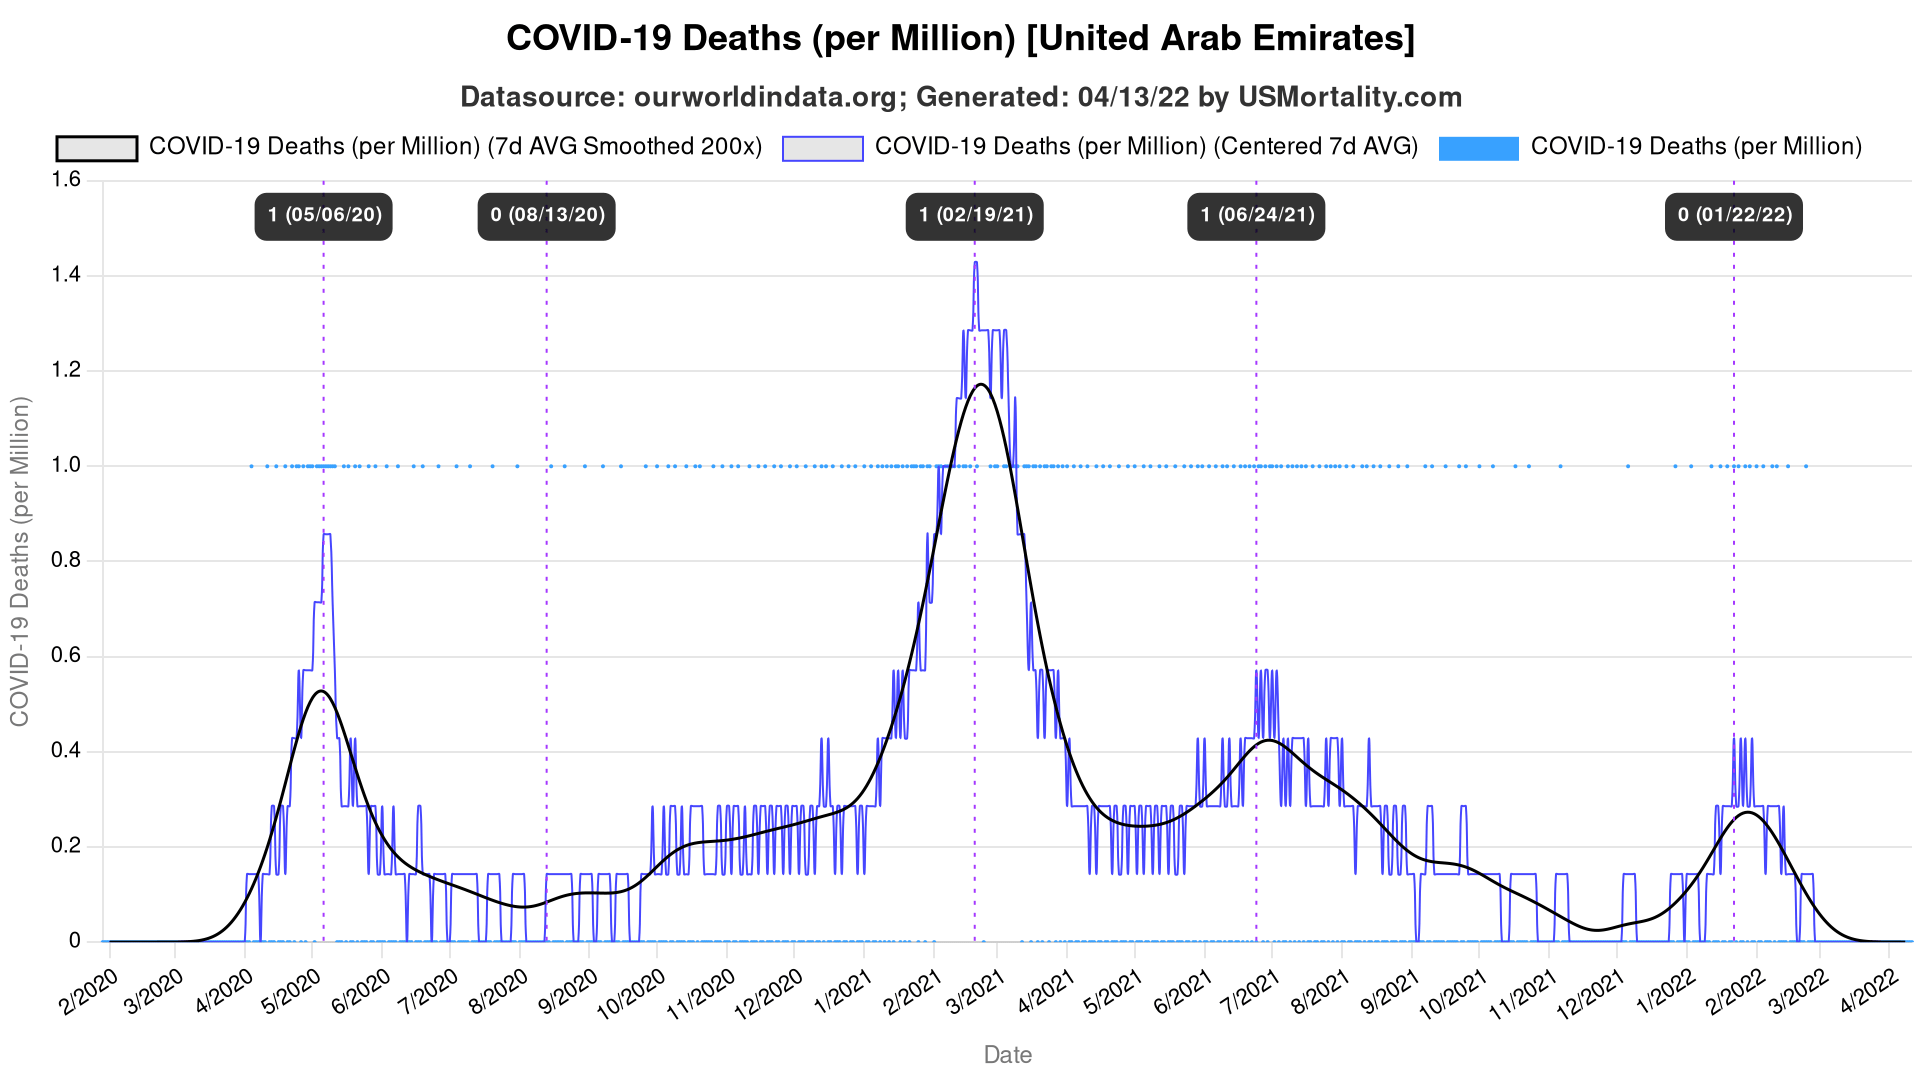 COVID-19 Deaths (per Million) [United Arab Emirates]
Datasource: ourworldindata.org; Generated: 04/13/22 by USMortality.com
COVID-19 Deaths (per Million) (7d AVG Smoothed 200x) COVID-19 Deaths (per Million) (Centered 7d AVG) COVID-19 Deaths (per Million)
1 (05/06/20) 0 (08/13/20) 1 (02/19/21) 1 (06/24/21) 0 (01/22/22)
COVID-19 Deaths (per Million)
1.6
1.4
1.2
1.0
0.8
0.6
0.4
0.2
0
2/2020 3/2020 4/2020 5/2020 6/2020 7/2020 8/2020 9/2020 10/2020 11/2020 12/2020 1/2021 2/2021 3/2021 4/2021 5/2021 6/2021 7/2021 8/2021 9/2021 10/2021 11/2021 12/2021 1/2022 2/2022 3/2022 4/2022
Date